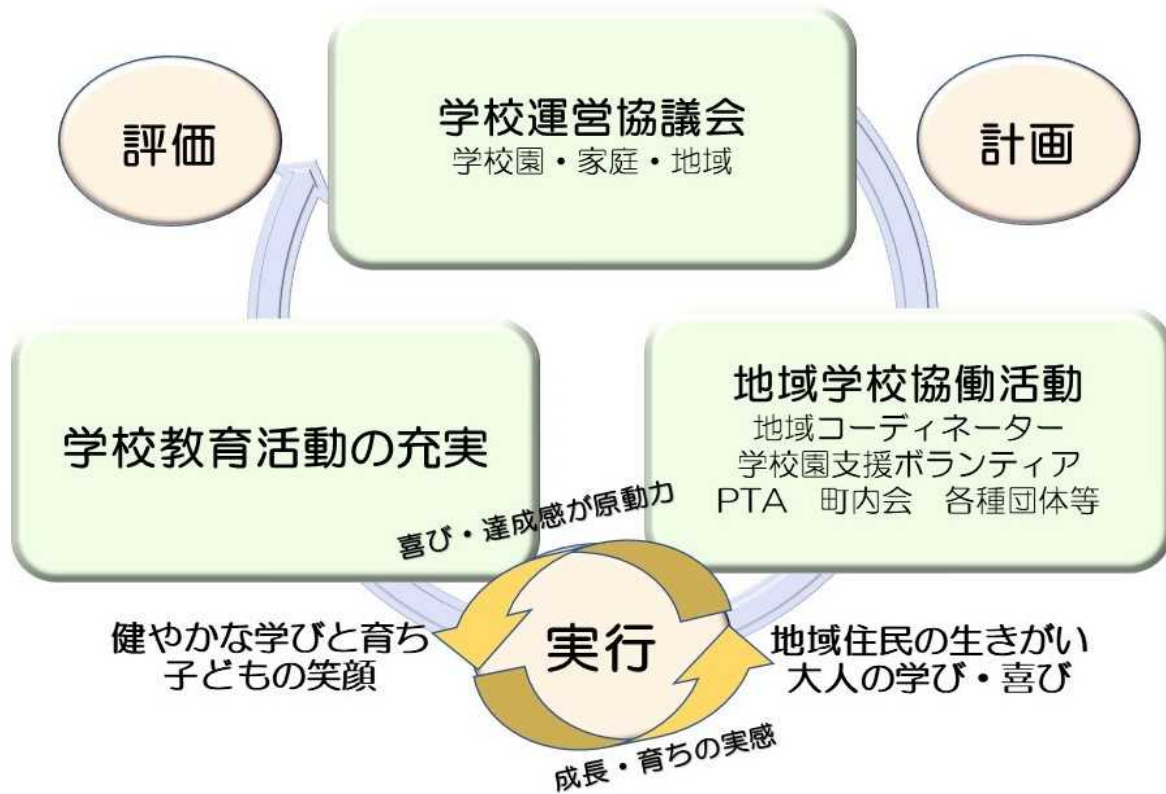 評価
学校運営協議会
学校園・家庭・地域
計画
学校教育活動の充実
地域学校協働活動
地域コーディネーター
学校園支援ボランティア
PTA　町内会　各種団体等
喜び・達成感が原動力
健やかな学びと育ち
子どもの笑顔
実行
地域住民の生きがい
大人の学び・喜び
成長・育ちの実感